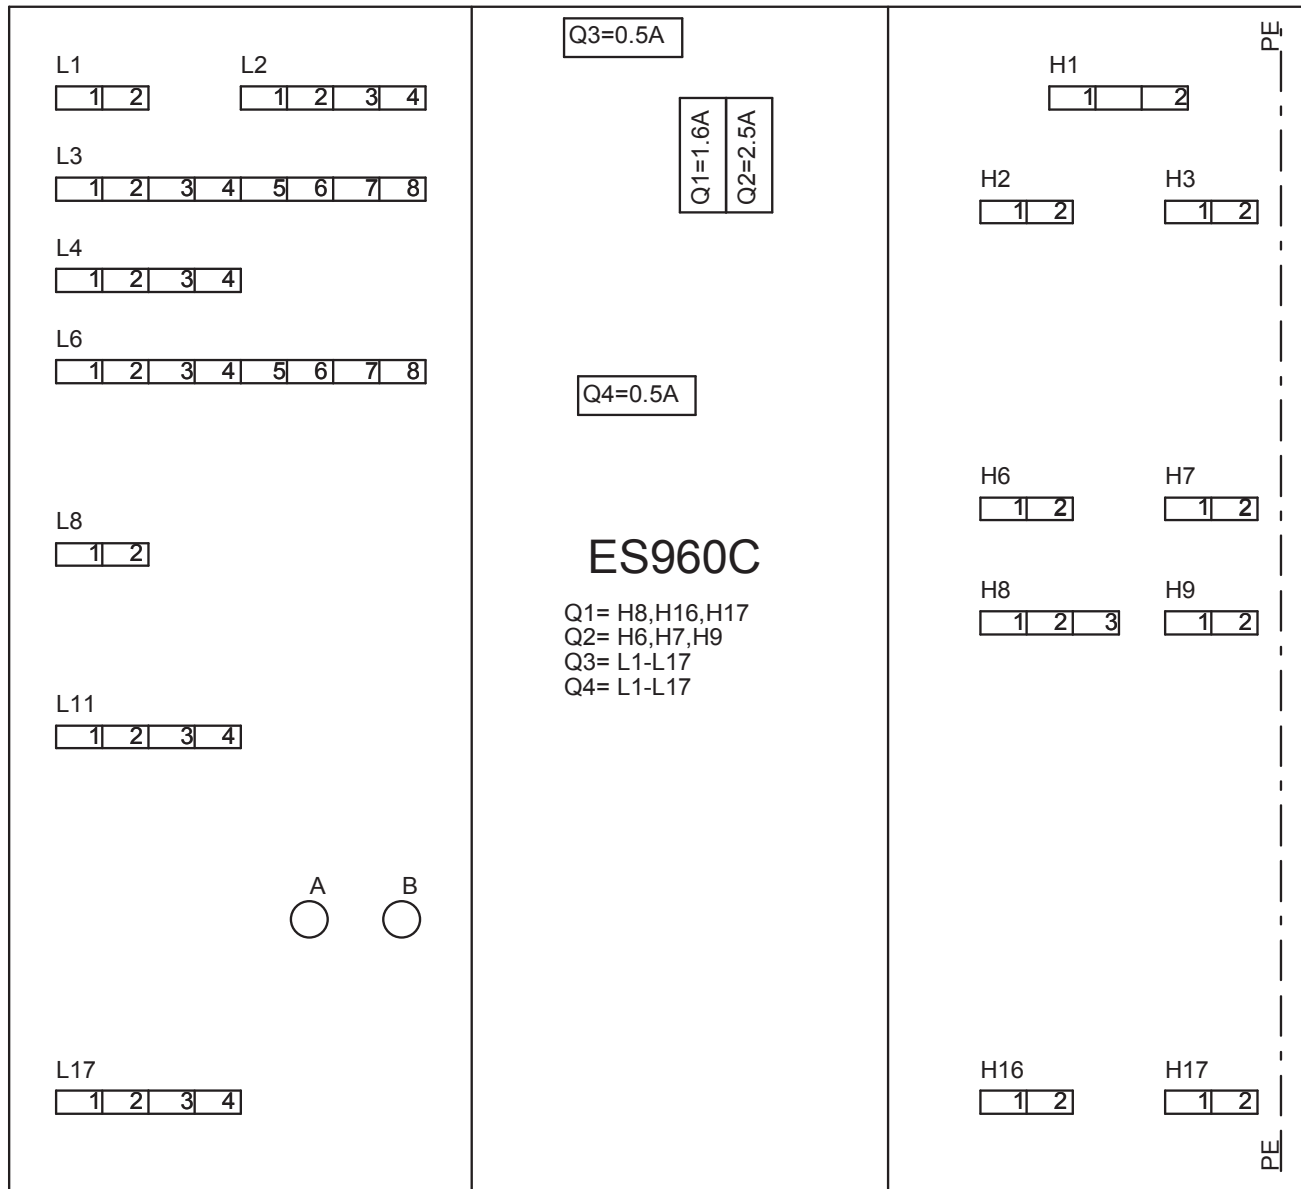 Q3=0.5A
PE
L1
L2
H1
1 2
1 2 3 4
1 2
Q1=1.6A
Q2=2.5A
L3
1 2 3 4 5 6 7 8
H2
H3
1 2
1 2
L4
1 2 3 4
L6
1 2 3 4 5 6 7 8
Q4=0.5A
H6
H7
1 2
1 2
L8
1 2
ES960C
H8
H9
1 2 3
1 2
Q1= H8,H16,H17
Q2= H6,H7,H9
Q3= L1-L17
Q4= L1-L17
L11
1 2 3 4
A
B
L17
1 2 3 4
H16
H17
1 2
1 2
PE